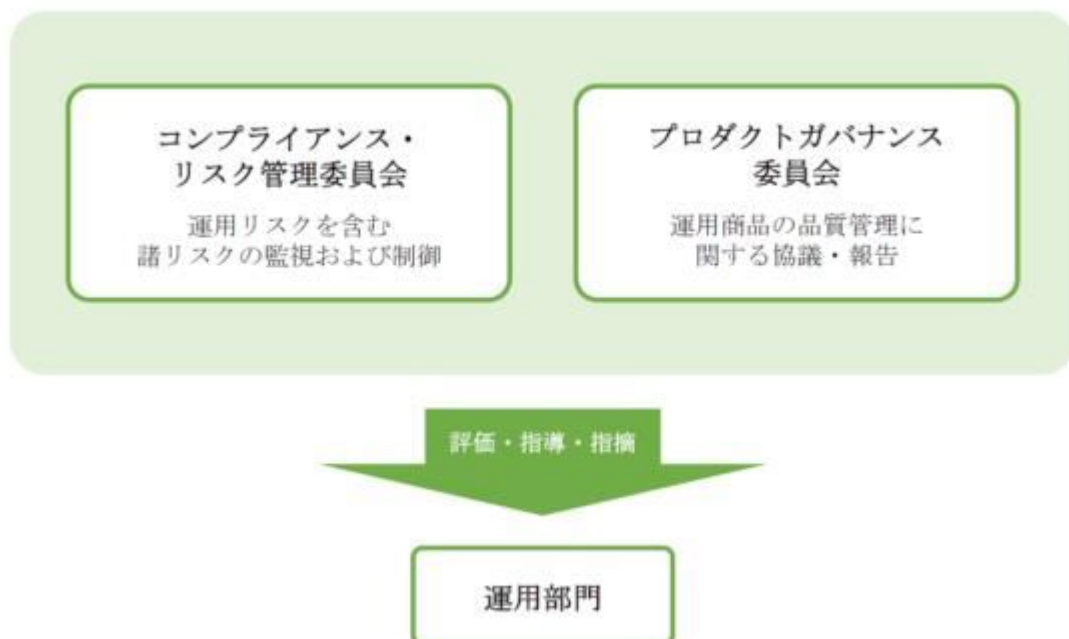 コンプライアンス・
リスク管理委員会
運用リスクを含む
諸リスクの監視および制御
プロダクトガバナンス
委員会
運用商品の品質管理に
関する協議・報告
評価・指導・指摘
運用部門